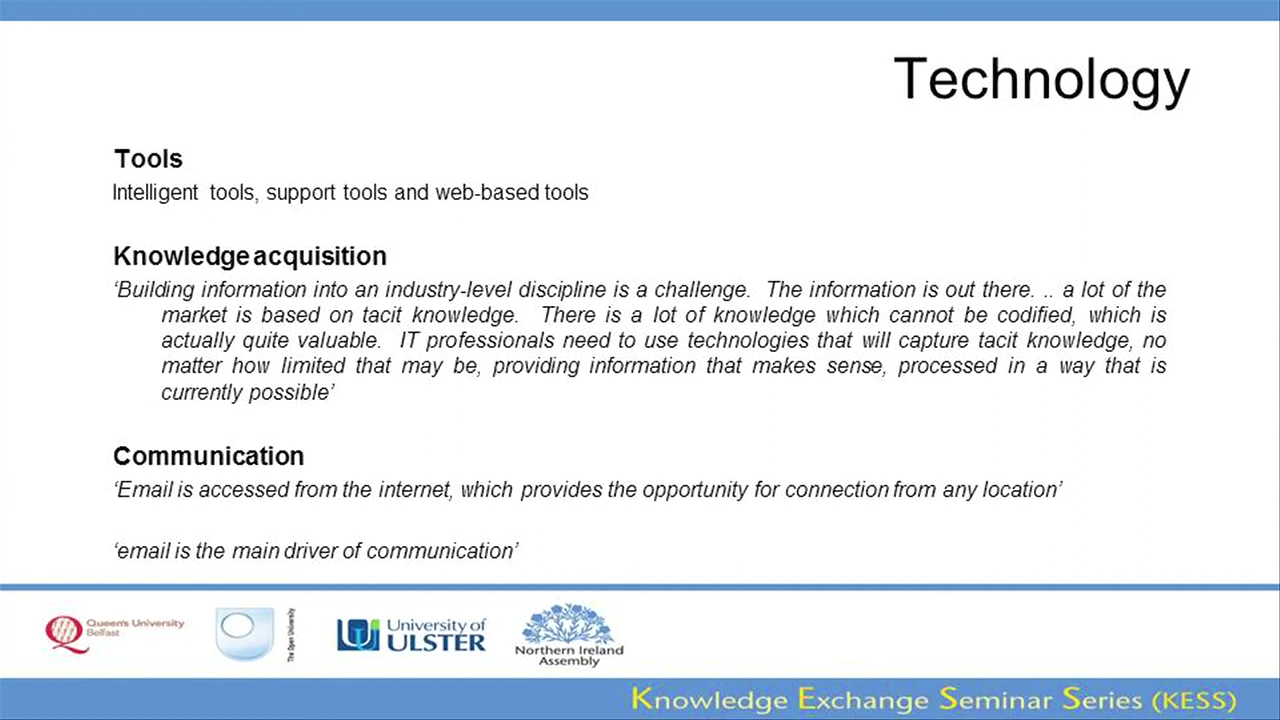 Technology
Tools
Intelligent tools, support tools and web-based tools
Knowledge acquisition
‘Building information into an industry-level discipline is a challenge. The information is out there. .. a lot of the
market is based on tacit knowledge. There is a lot of knowledge which cannot be codified, which is
actually quite valuable. IT professionals need to use technologies that will capture tacit knowledge, no
matter how limited that may be, providing information that makes sense, processed in a way that is
currently possible’
Communication
‘Email is accessed from the internet, which provides the opportunity for connection from any location’
‘email is the main driver of communication’
Queen's University
Belfast
The Open University
University of
ULSTER
Northern Ireland
Assembly
Knowledge Exchange Seminar Series (KESS)